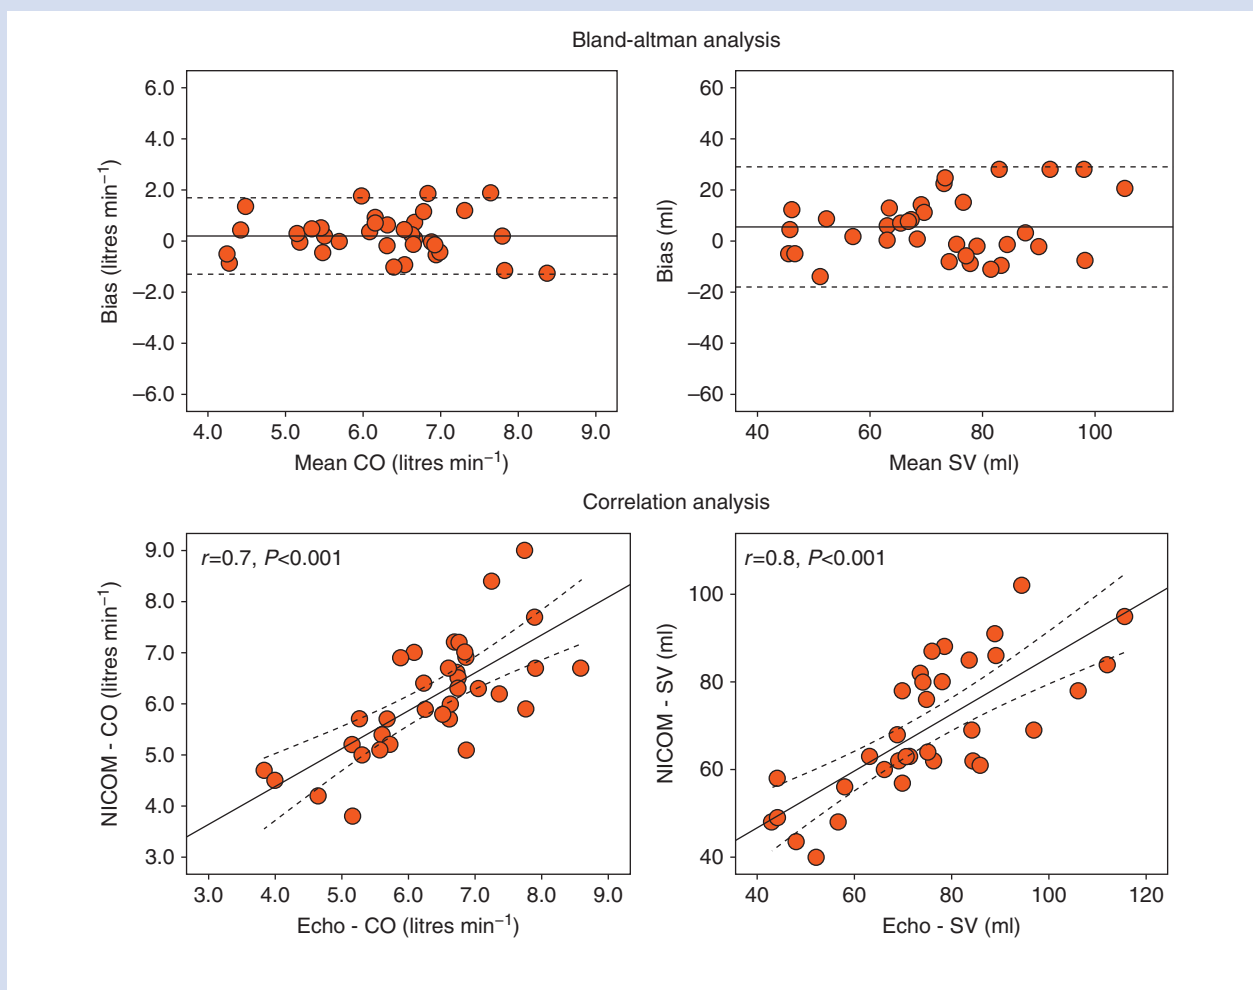 Bland-altman analysis
Bias (litres min⁻¹)
6.0
4.0
2.0
0
–2.0
–4.0
–6.0
4.0 5.0 6.0 7.0 8.0 9.0
Mean CO (litres min⁻¹)
Bias (ml)
60
40
20
0
–20
–40
–60
40 60 80 100
Mean SV (ml)
Correlation analysis
r=0.7, P<0.001
NICOM - CO (litres min⁻¹)
9.0
8.0
7.0
6.0
5.0
4.0
3.0
3.0 4.0 5.0 6.0 7.0 8.0 9.0
Echo - CO (litres min⁻¹)
r=0.8, P<0.001
NICOM - SV (ml)
100
80
60
40
40 60 80 100 120
Echo - SV (ml)